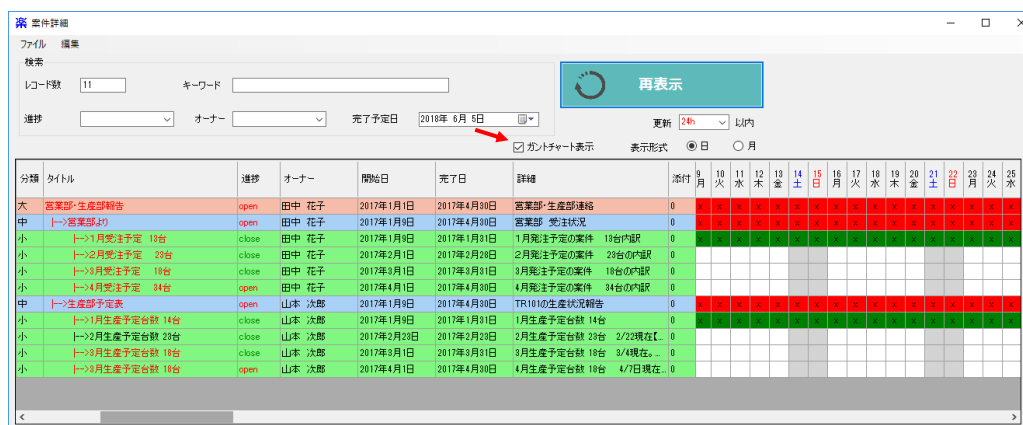 案件詳細
ファイル 編集
検索
レコード数 11 キーワード
再表示
進捗 オーナー 完了予定日 2018年 6月 5日
更新 24h 以内
ガントチャート表示 表示形式 日 月
分類 タイトル 進捗 オーナー 開始日 完了日 詳細 添付 9月 10火 11水 12木 13金 14土 15日 16月 17火 18水 19木 20金 21土 22日 23月 24火 25水
大 営業部・生産部報告 open 田中 花子 2017年1月1日 2017年4月30日 営業部・生産部連絡 0 x x x x x x x x x x x x x x x x x
中 |-->営業部より open 田中 花子 2017年1月9日 2017年4月30日 営業部 受注状況 0 x x x x x x x x x x x x x x x x x
小 |-->1月受注予定 13台 close 田中 花子 2017年1月9日 2017年1月31日 1月発注予定の案件 13台内訳 0 x x x x x x x x x x x x x x x x x
小 |-->2月受注予定 23台 close 田中 花子 2017年2月1日 2017年2月28日 2月発注予定の案件 23台の内訳 0
小 |-->3月受注予定 18台 close 田中 花子 2017年3月1日 2017年3月31日 3月発注予定の案件 18台の内訳 0
小 |-->4月受注予定 34台 open 田中 花子 2017年4月1日 2017年4月30日 4月発注予定の案件 34台の内訳 0
中 |-->生産部予定表 open 山本 次郎 2017年1月9日 2017年4月30日 TR101の生産状況報告 0 x x x x x x x x x x x x x x x x x
小 |-->1月生産予定台数 14台 close 山本 次郎 2017年1月9日 2017年1月31日 1月生産予定台数 14台 0 x x x x x x x x x x x x x x x x x
小 |-->2月生産予定台数 23台 close 山本 次郎 2017年2月23日 2017年2月23日 2月生産予定台数 23台 2/22現在【... 0
小 |-->3月生産予定台数 18台 close 山本 次郎 2017年3月1日 2017年3月31日 3月生産予定台数 18台 3/4現在。... 0
小 |-->3月生産予定台数 18台 open 山本 次郎 2017年4月1日 2017年4月30日 4月生産予定台数 18台 4/7日現在... 0